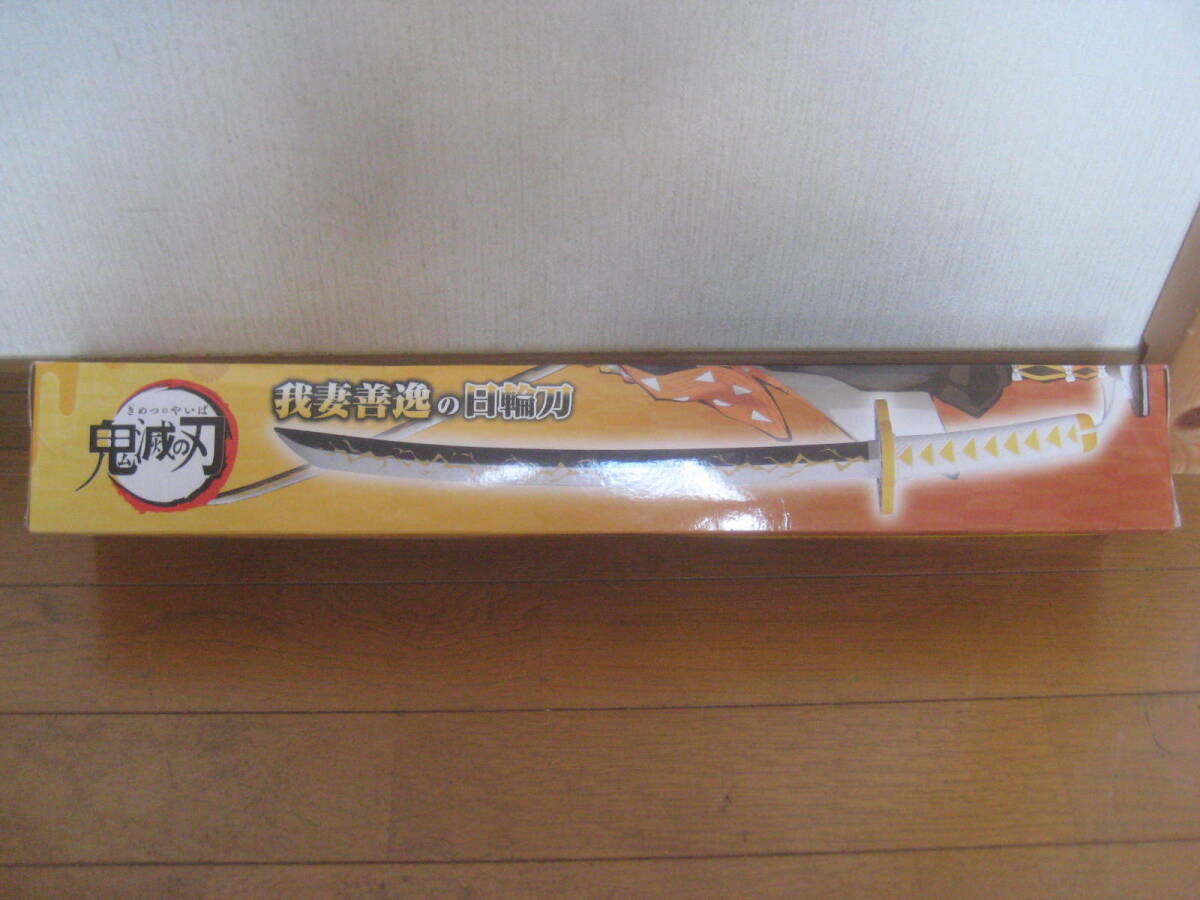 きめつのやいば
鬼滅の刃
我妻善逸の日輪刀